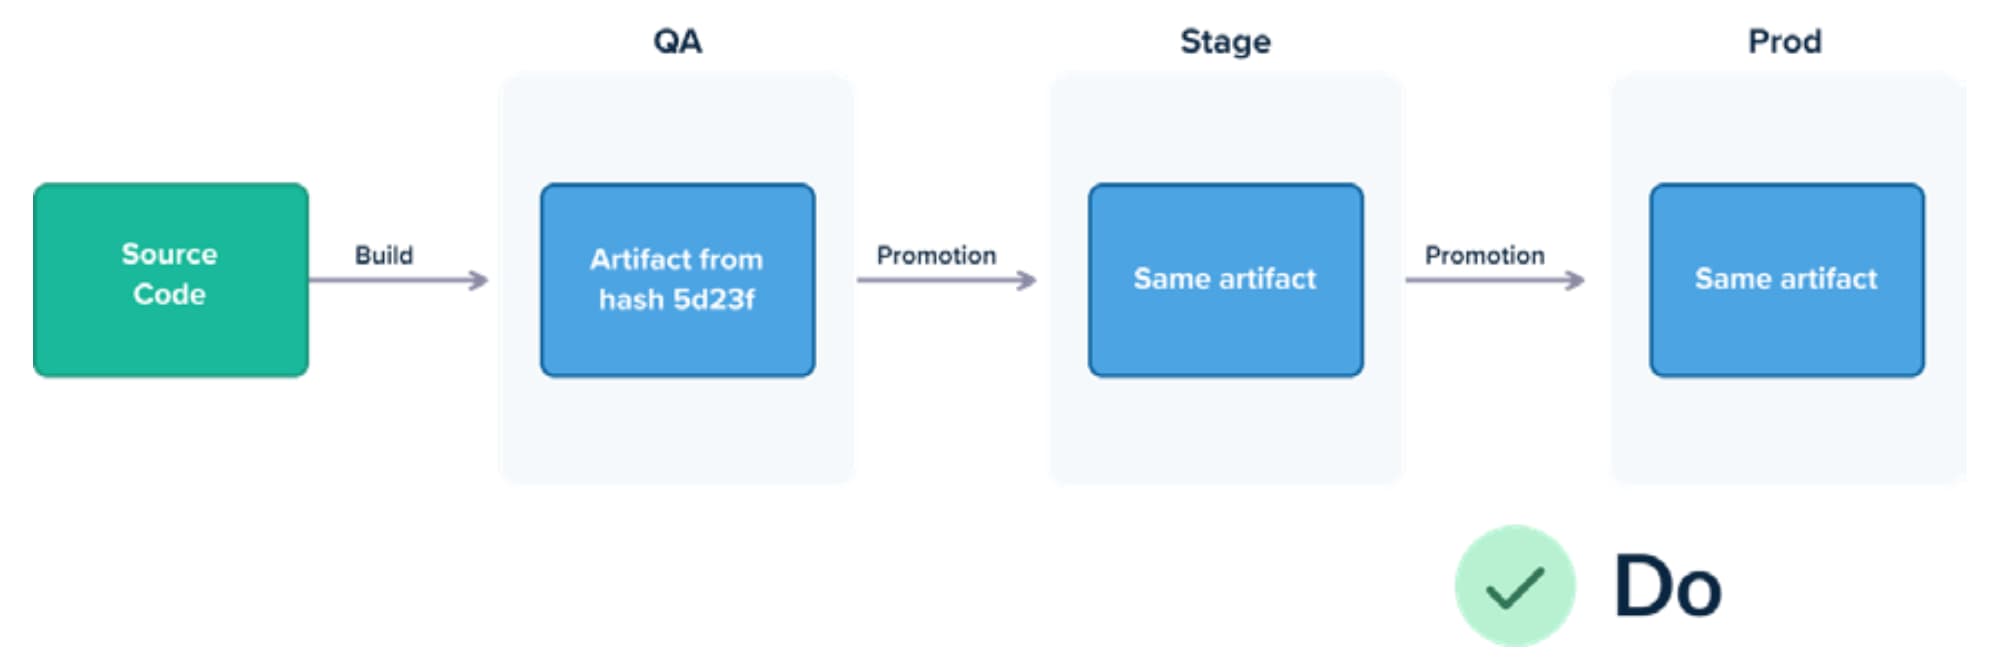 QA
Stage
Prod
Source
Code
Build
Artifact from
hash 5d23f
Promotion
Same artifact
Promotion
Same artifact
Do